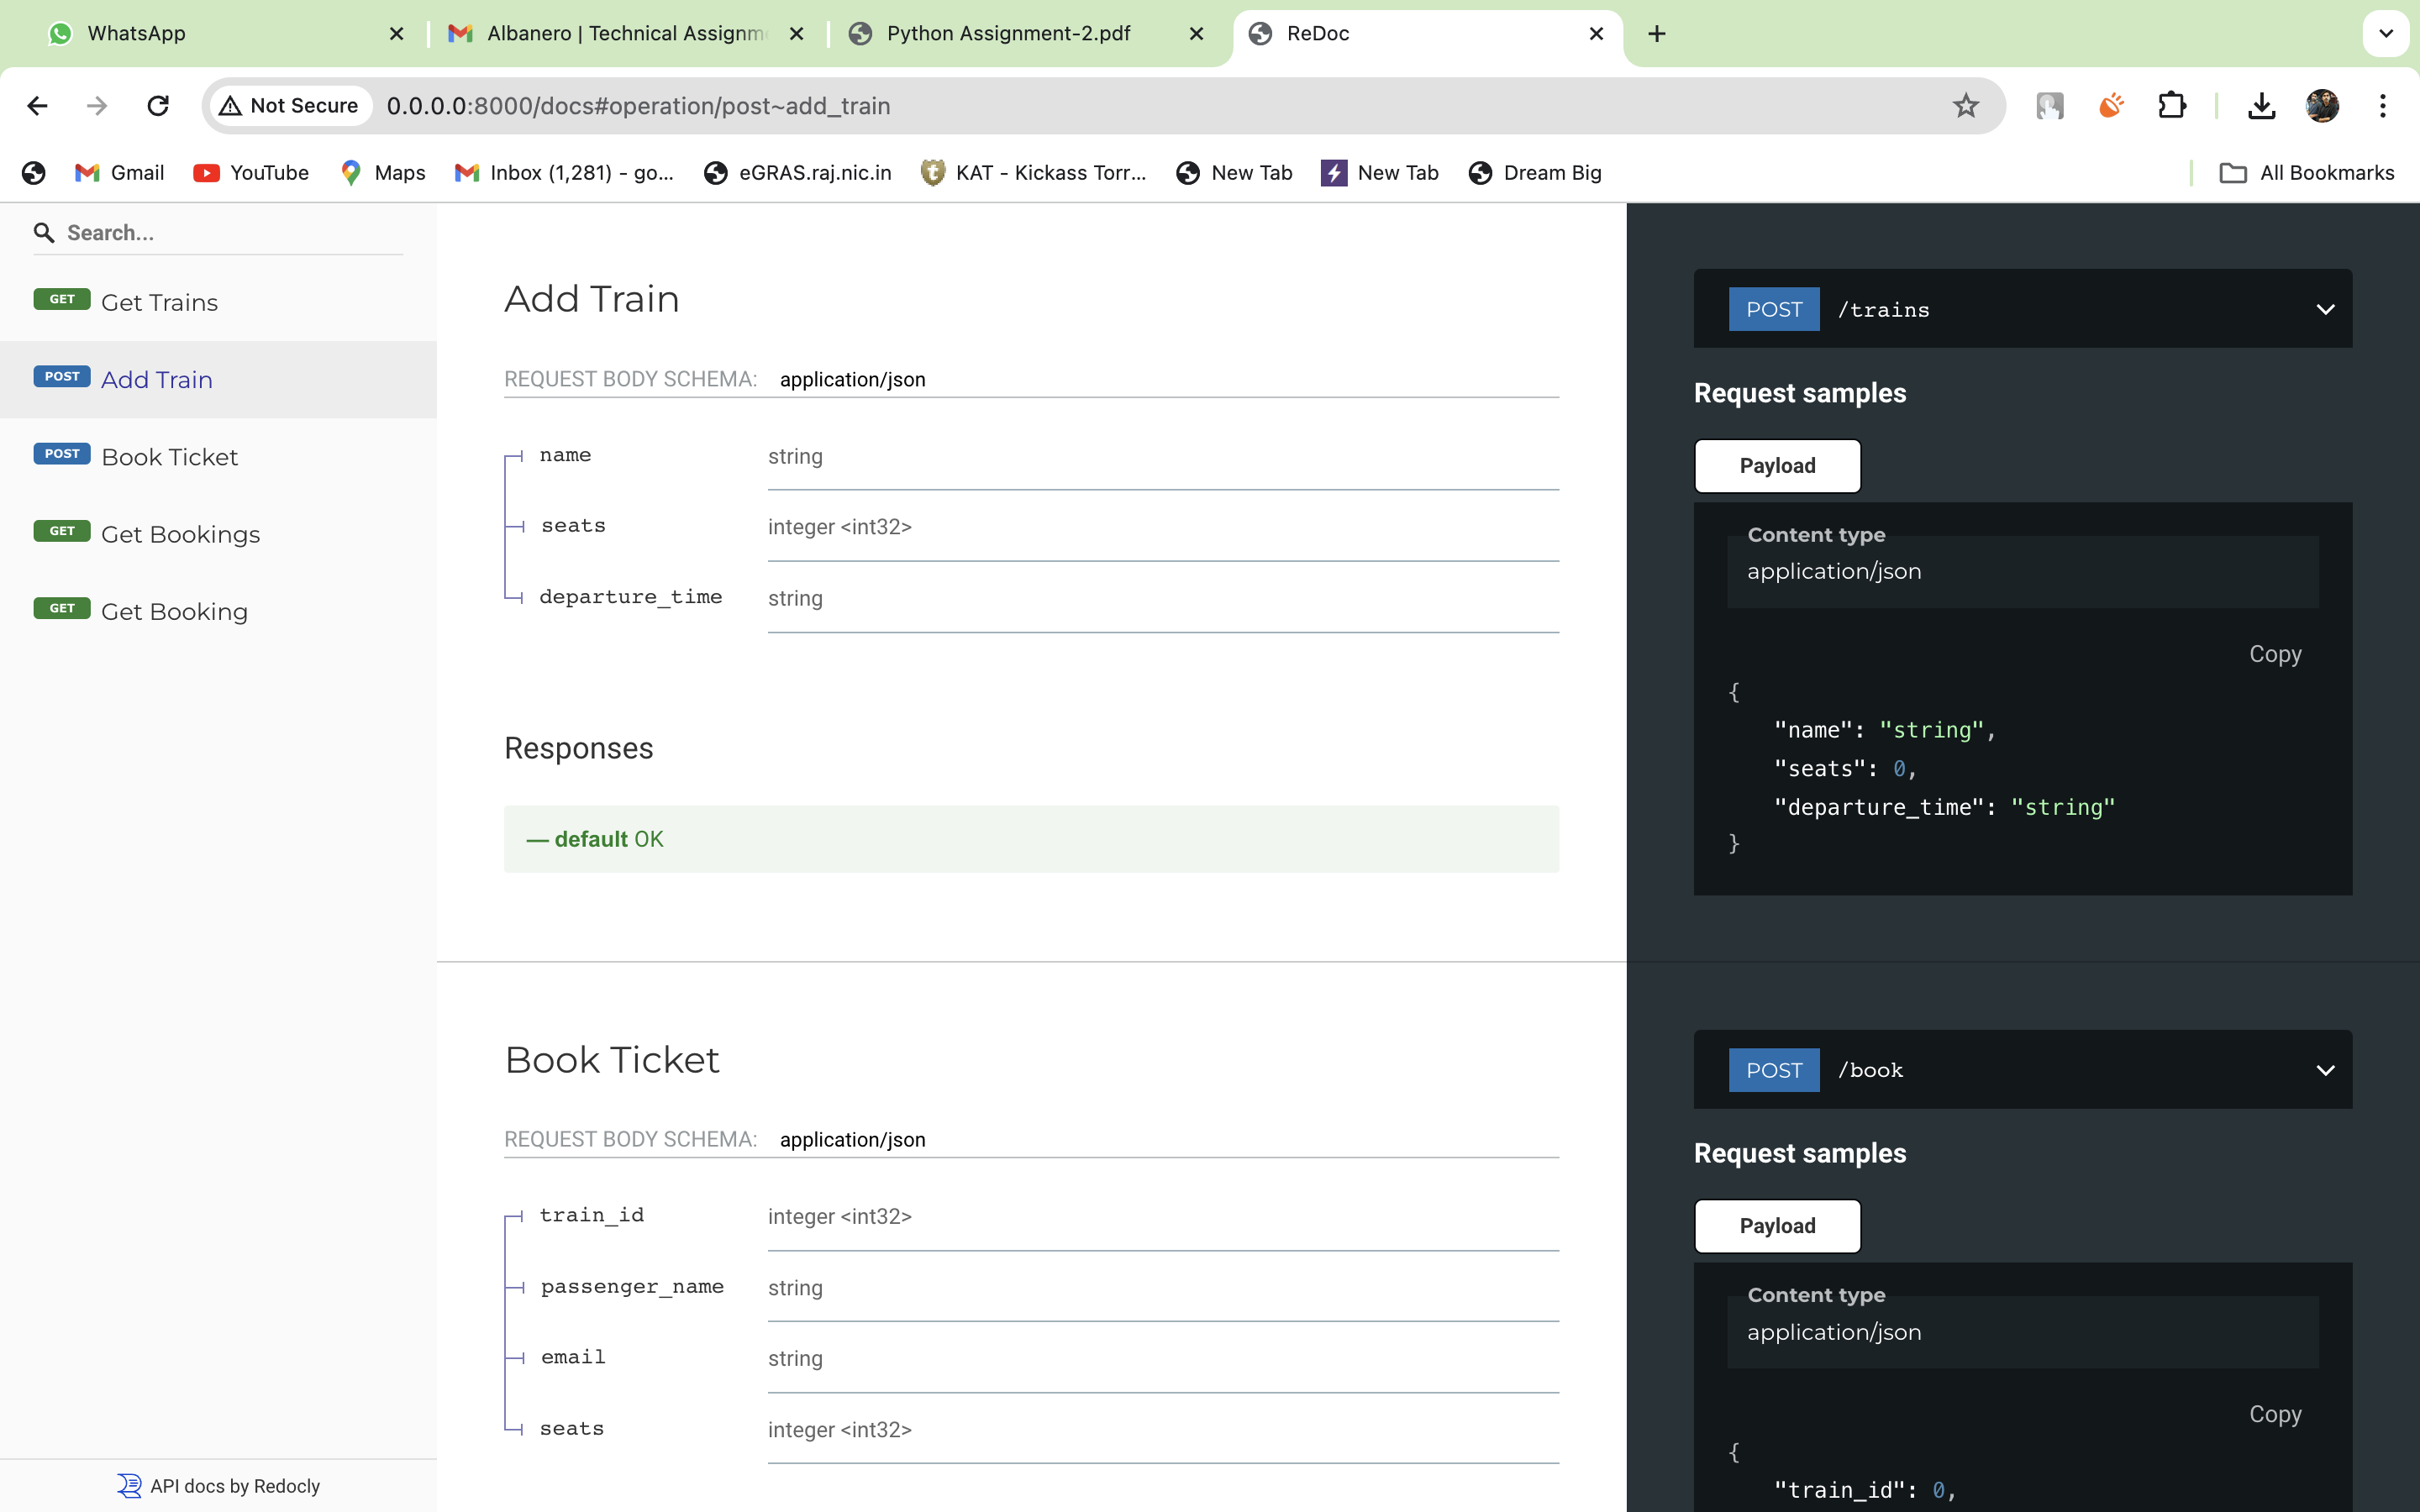 WhatsApp
Albanero | Technical Assignm
Python Assignment-2.pdf
ReDoc
Not Secure
0.0.0.0:8000/docs#operation/post~add_train
Gmail
YouTube
Maps
Inbox (1,281) - go...
eGRAS.raj.nic.in
KAT - Kickass Torr...
New Tab
New Tab
Dream Big
All Bookmarks
Search...
GET Get Trains
POST Add Train
POST Book Ticket
GET Get Bookings
GET Get Booking
API docs by Redocly
Add Train
REQUEST BODY SCHEMA: application/json
name string
seats integer <int32>
departure_time string
Responses
— default OK
POST /trains
Request samples
Payload
Content type
application/json
Copy
{
"name": "string",
"seats": 0,
"departure_time": "string"
}
Book Ticket
REQUEST BODY SCHEMA: application/json
train_id integer <int32>
passenger_name string
email string
seats integer <int32>
POST /book
Request samples
Payload
Content type
application/json
Copy
{
"train_id": 0,